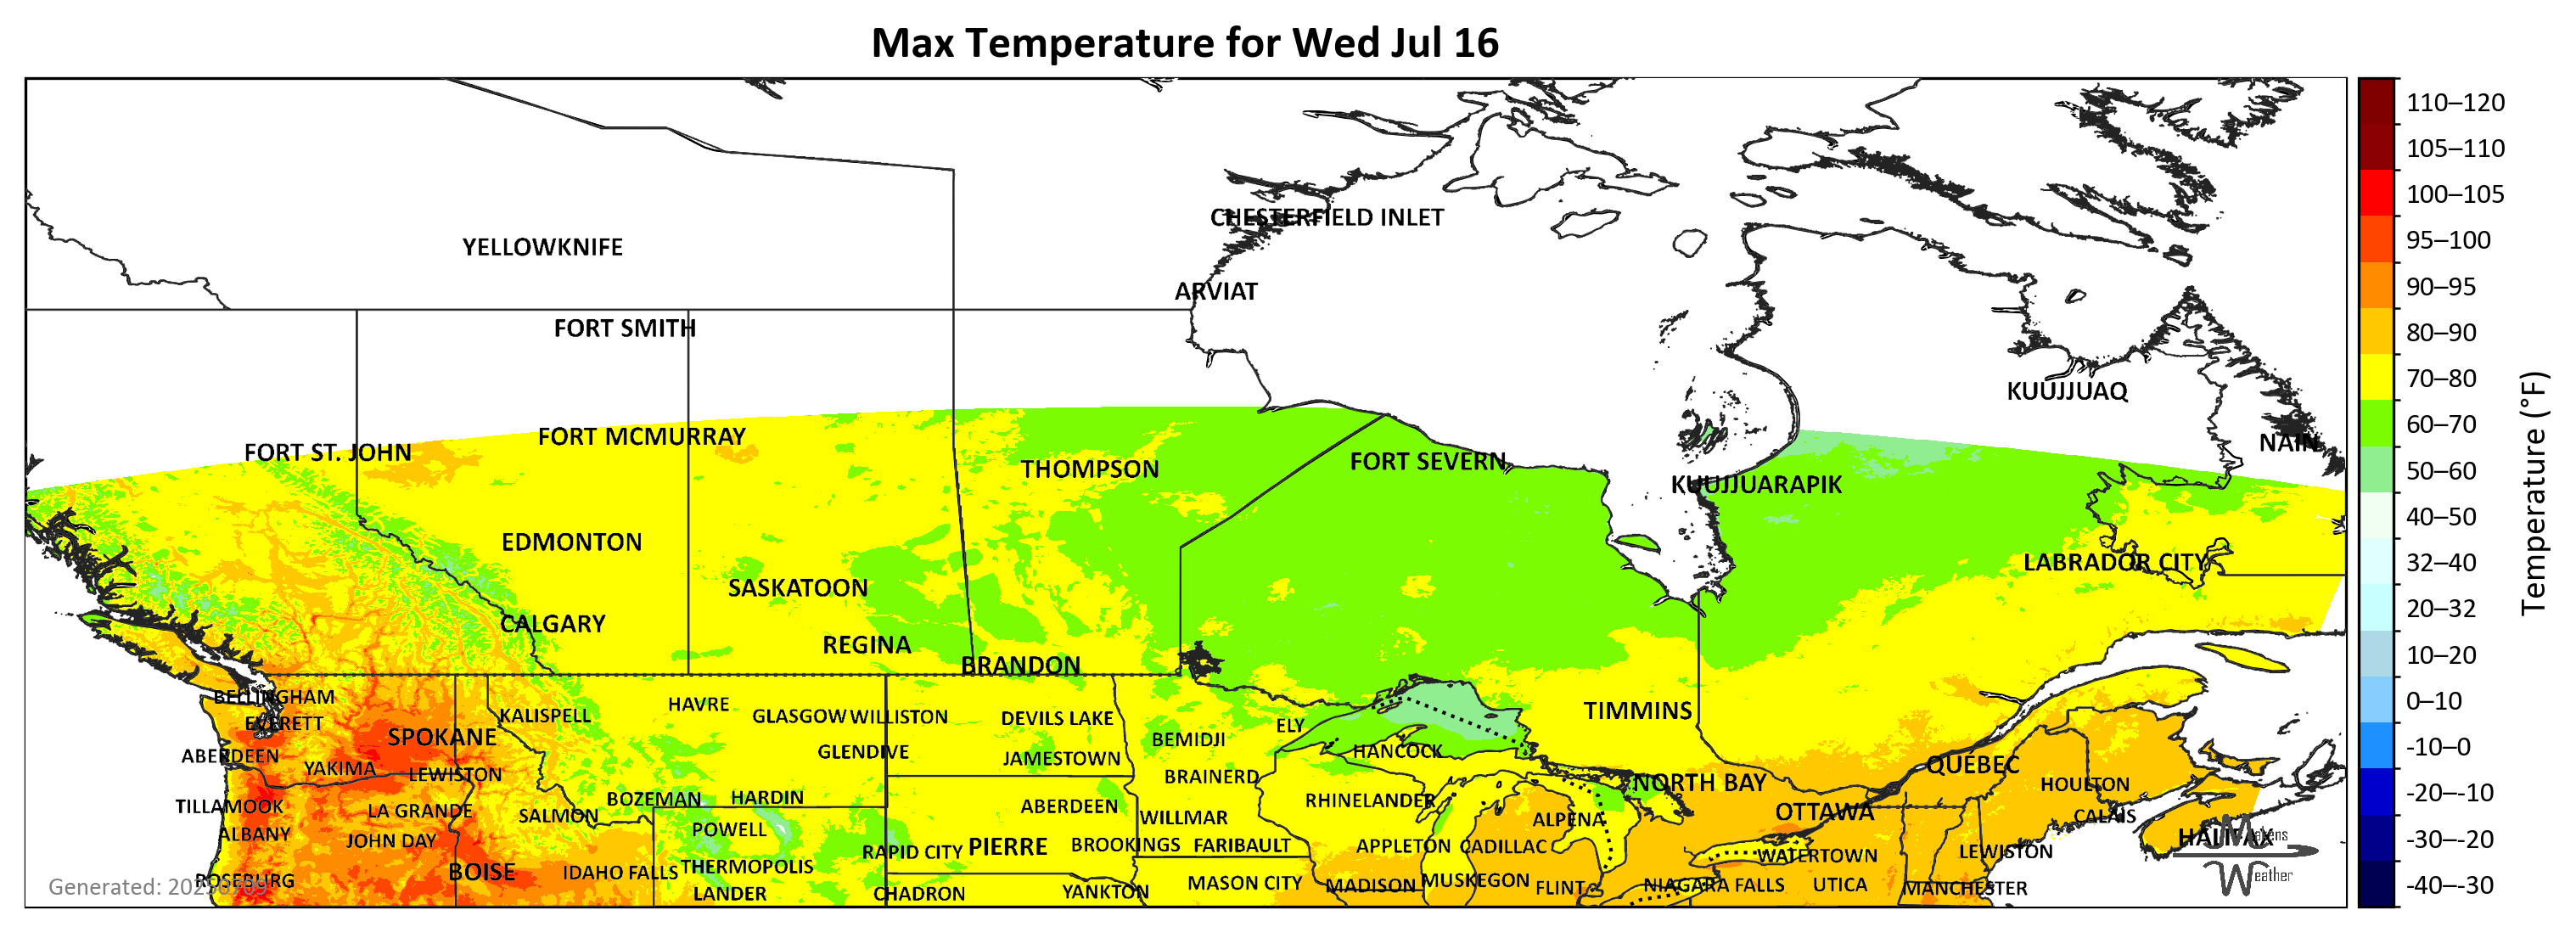 Max Temperature for Wed Jul 16
110–120
105–110
CHESTERFIELD INLET
100–105
YELLOWKNIFE
95–100
ARVIAT
90–95
FORT SMITH
80–90
KUUJJUAQ
70–80
FORT ST. JOHN
FORT MCMURRAY
NAIN
60–70
THOMPSON
FORT SEVERN
50–60
KUUJJUARAPIK
40–50
EDMONTON
LABRADOR CITY
32–40
SASKATOON
20–32
CALGARY
REGINA
BRANDON
10–20
BELLINGHAM
HAVRE
0–10
EVERETT
KALISPELL
GLASGOW
WILLISTON
DEVILS LAKE
ELY
TIMMINS
SPOKANE
BEMIDJI
-10–0
ABERDEEN
GLENDIVE
JAMESTOWN
HANCOCK
QUÉBEC
YAKIMA
LEWISTON
BRAINERD
NORTH BAY
HOULTON
-20–-10
TILLAMOOK
LA GRANDE
BOZEMAN
HARDIN
ABERDEEN
RHINELANDER
OTTAWA
SALMON
WILLMAR
ALPENA
CALAIS
ALBANY
JOHN DAY
POWELL
HALIFAX
-30–-20
RAPID CITY
PIERRE
BROOKINGS
FARIBAULT
APPLETON
CADILLAC
WATERTOWN
LEWISTON
Makens
Weather
BOISE
IDAHO FALLS
THERMOPOLIS
ROSEBURG
MASON CITY
MADISON
MUSKEGON
FLINT
NIAGARA FALLS
UTICA
MANCHESTER
-40–-30
LANDER
CHADRON
YANKTON
Generated: 20250709
Temperature (°F)